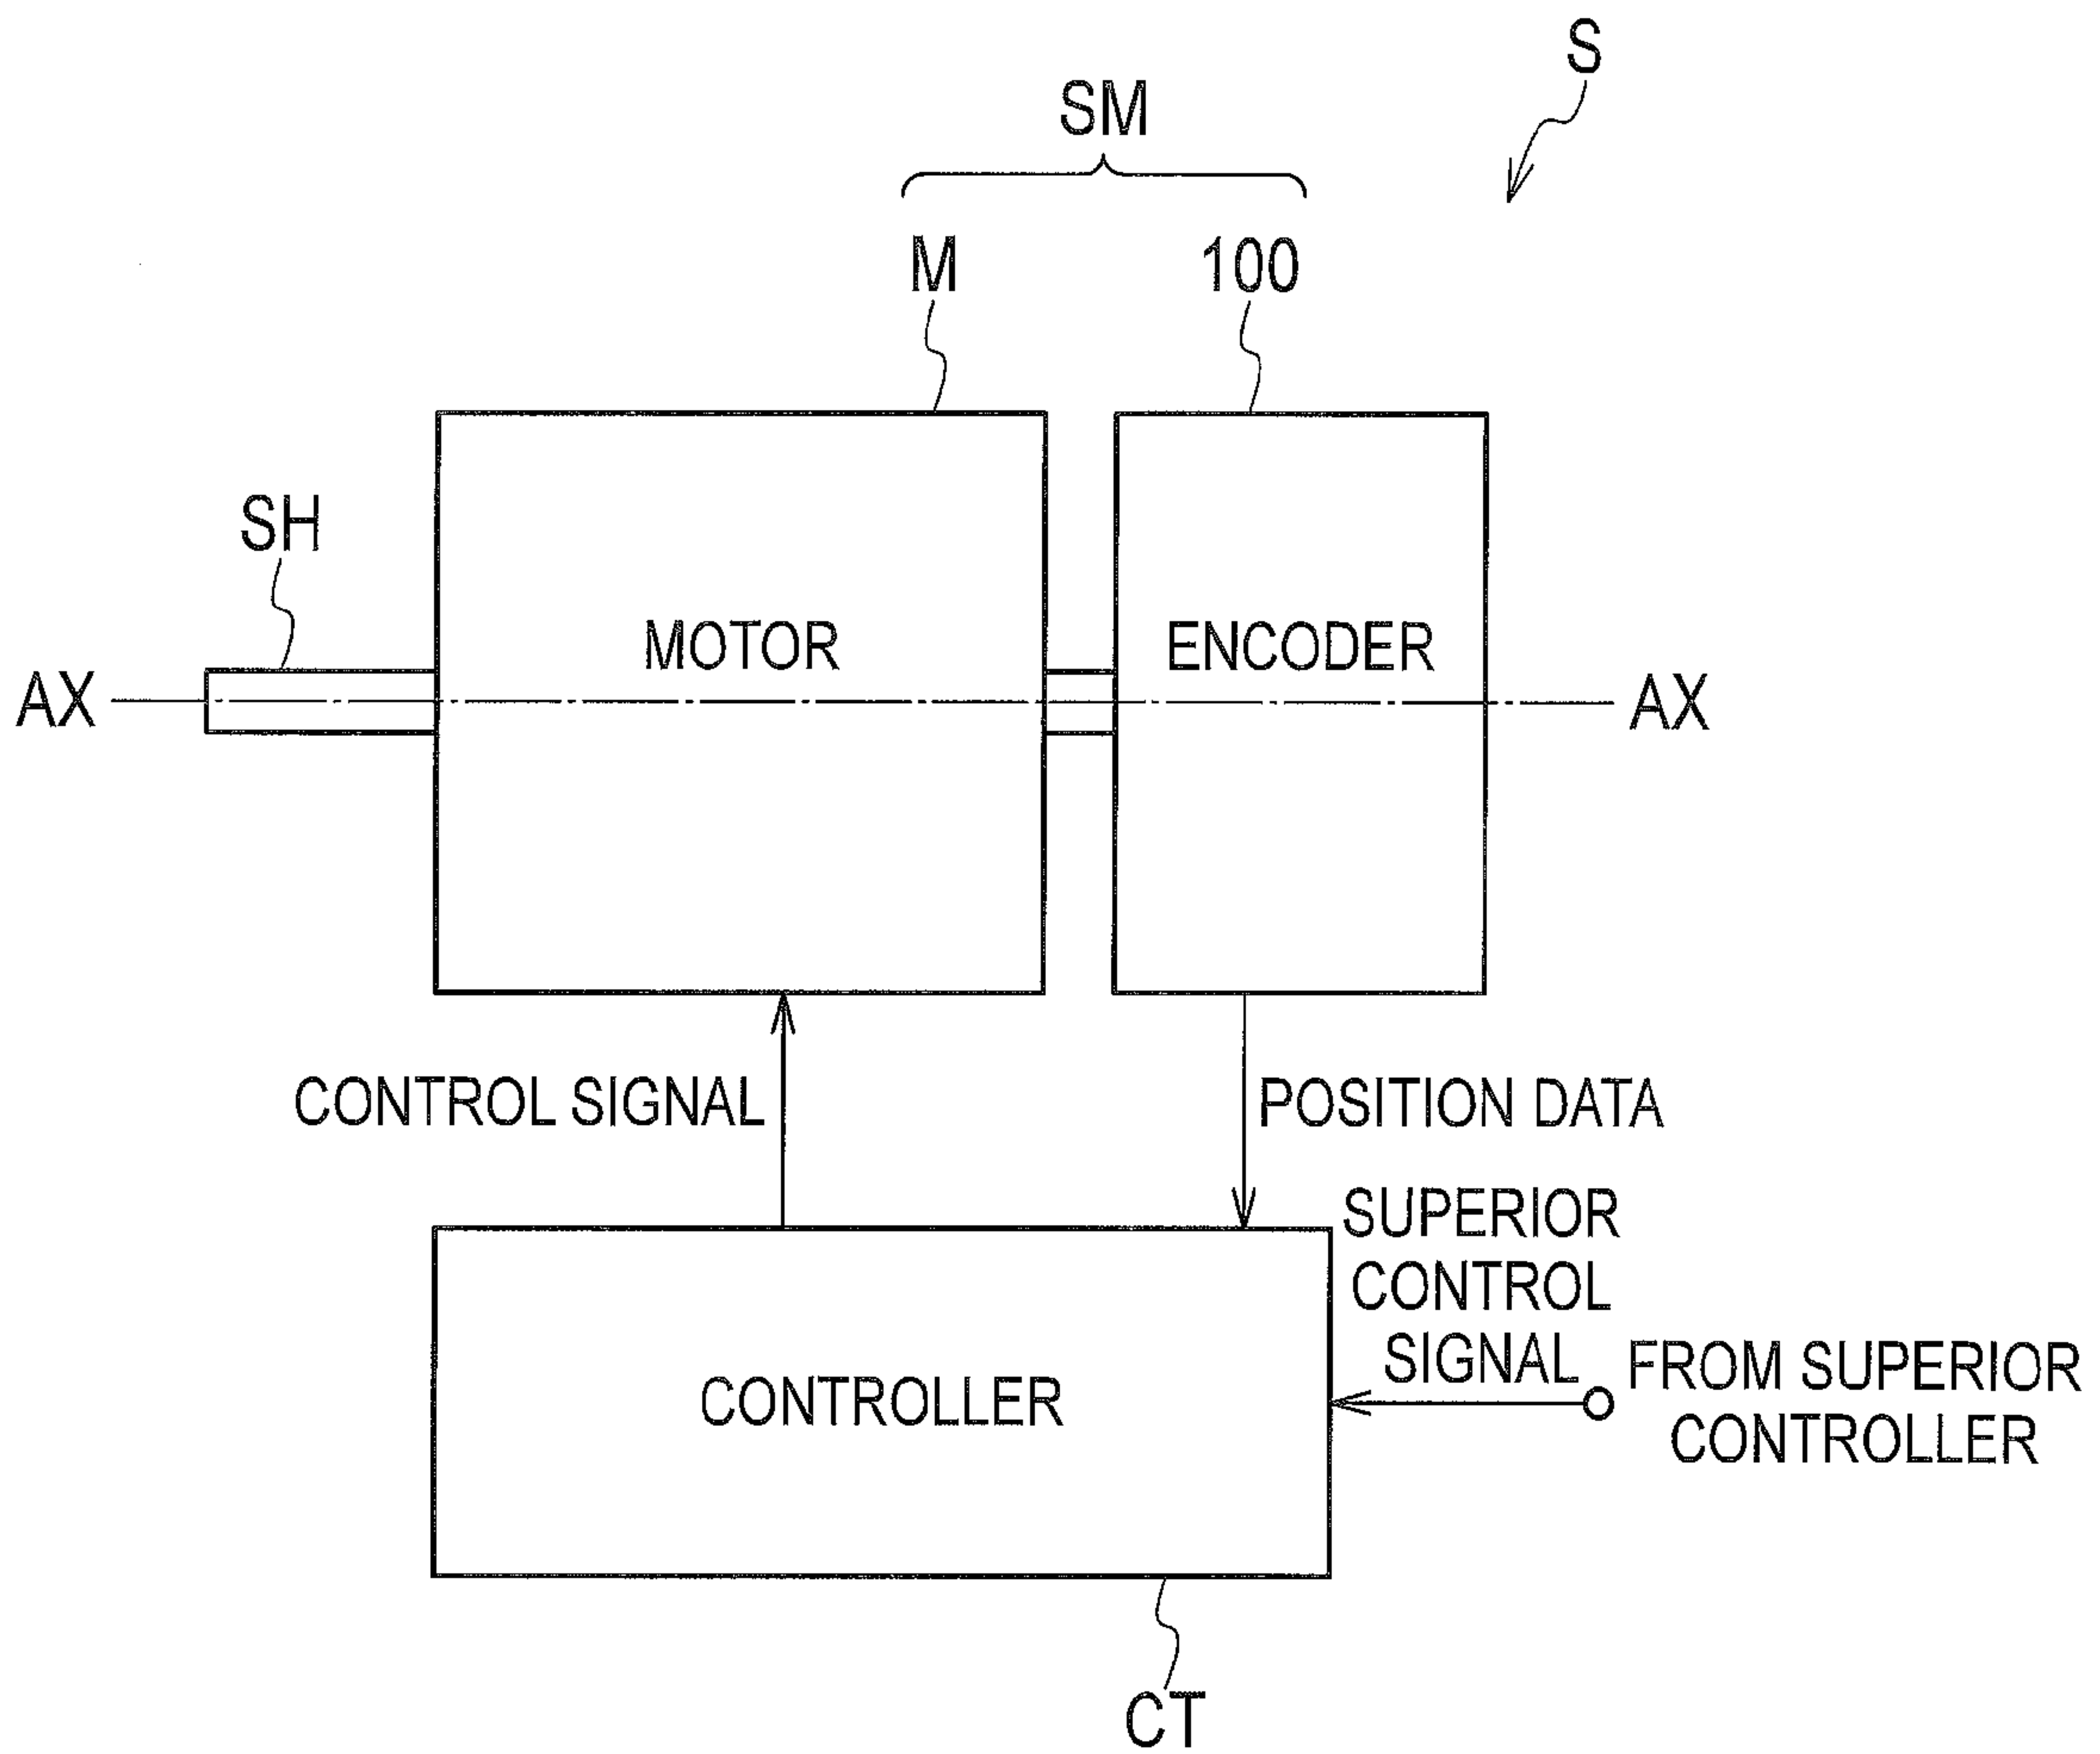 S
SM
M
100
SH
MOTOR
ENCODER
AX
AX
CONTROL SIGNAL
POSITION DATA
SUPERIOR
CONTROL
SIGNAL
FROM SUPERIOR
CONTROLLER
CONTROLLER
CT